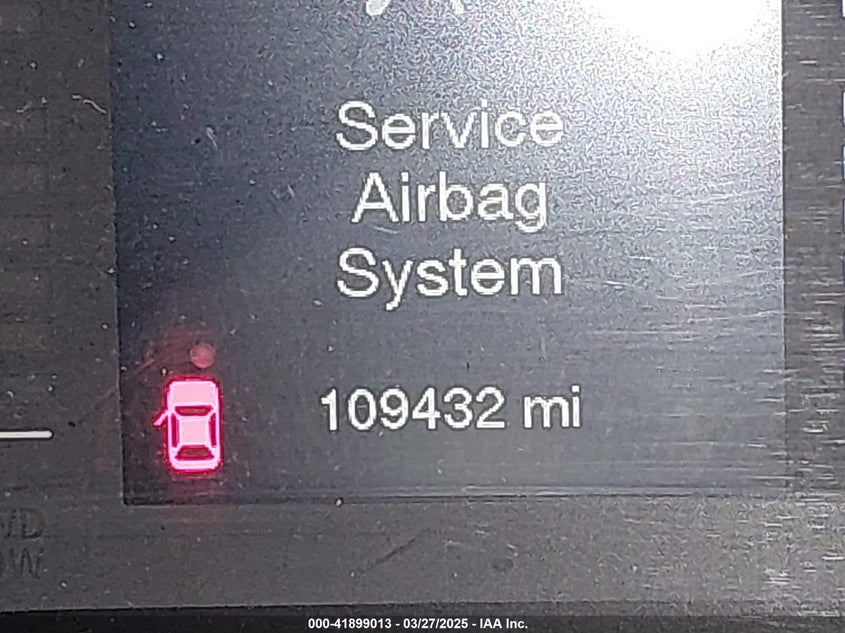 Service
Airbag
System
109432 mi
000-41899013 - 03/27/2025 - IAA Inc.